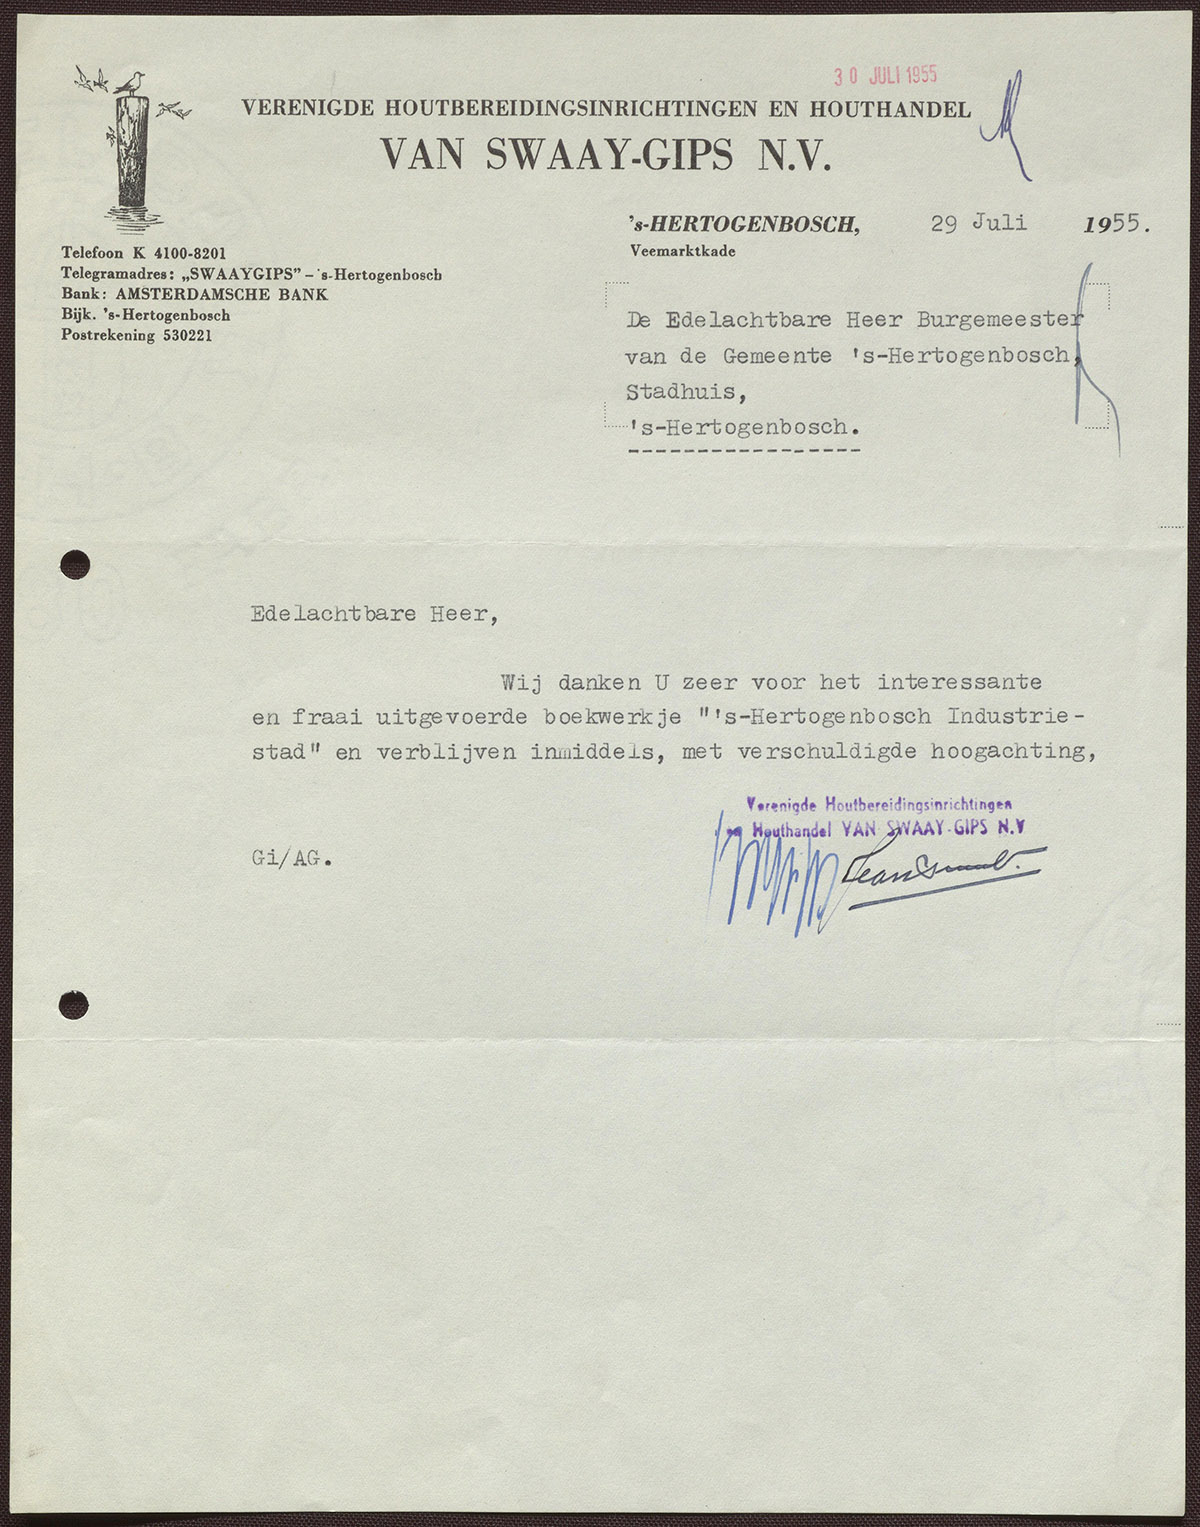 30 JULI 1955
VERENIGDE HOUTBEREIDINGSINRICHTINGEN EN HOUTHANDEL
VAN SWAAY-GIPS N.V.
's-HERTOGENBOSCH, 29 Juli 1955.
Veemarktkade
Telefoon K 4100-8201
Telegramadres: „SWAAYGIPS” – 's-Hertogenbosch
Bank: AMSTERDAMSCHE BANK
Bijk. 's-Hertogenbosch
Postrekening 530221
De Edelachtbare Heer Burgemeester
van de Gemeente 's-Hertogenbosch,
Stadhuis,
's-Hertogenbosch.
Edelachtbare Heer,
Wij danken U zeer voor het interessante
en fraai uitgevoerde boekwerkje "'s-Hertogenbosch Industrie-
stad" en verblijven inmiddels, met verschuldigde hoogachting,
Verenigde Houtbereidingsinrichtingen
en Houthandel VAN SWAAY-GIPS N.V
Gi/AG.